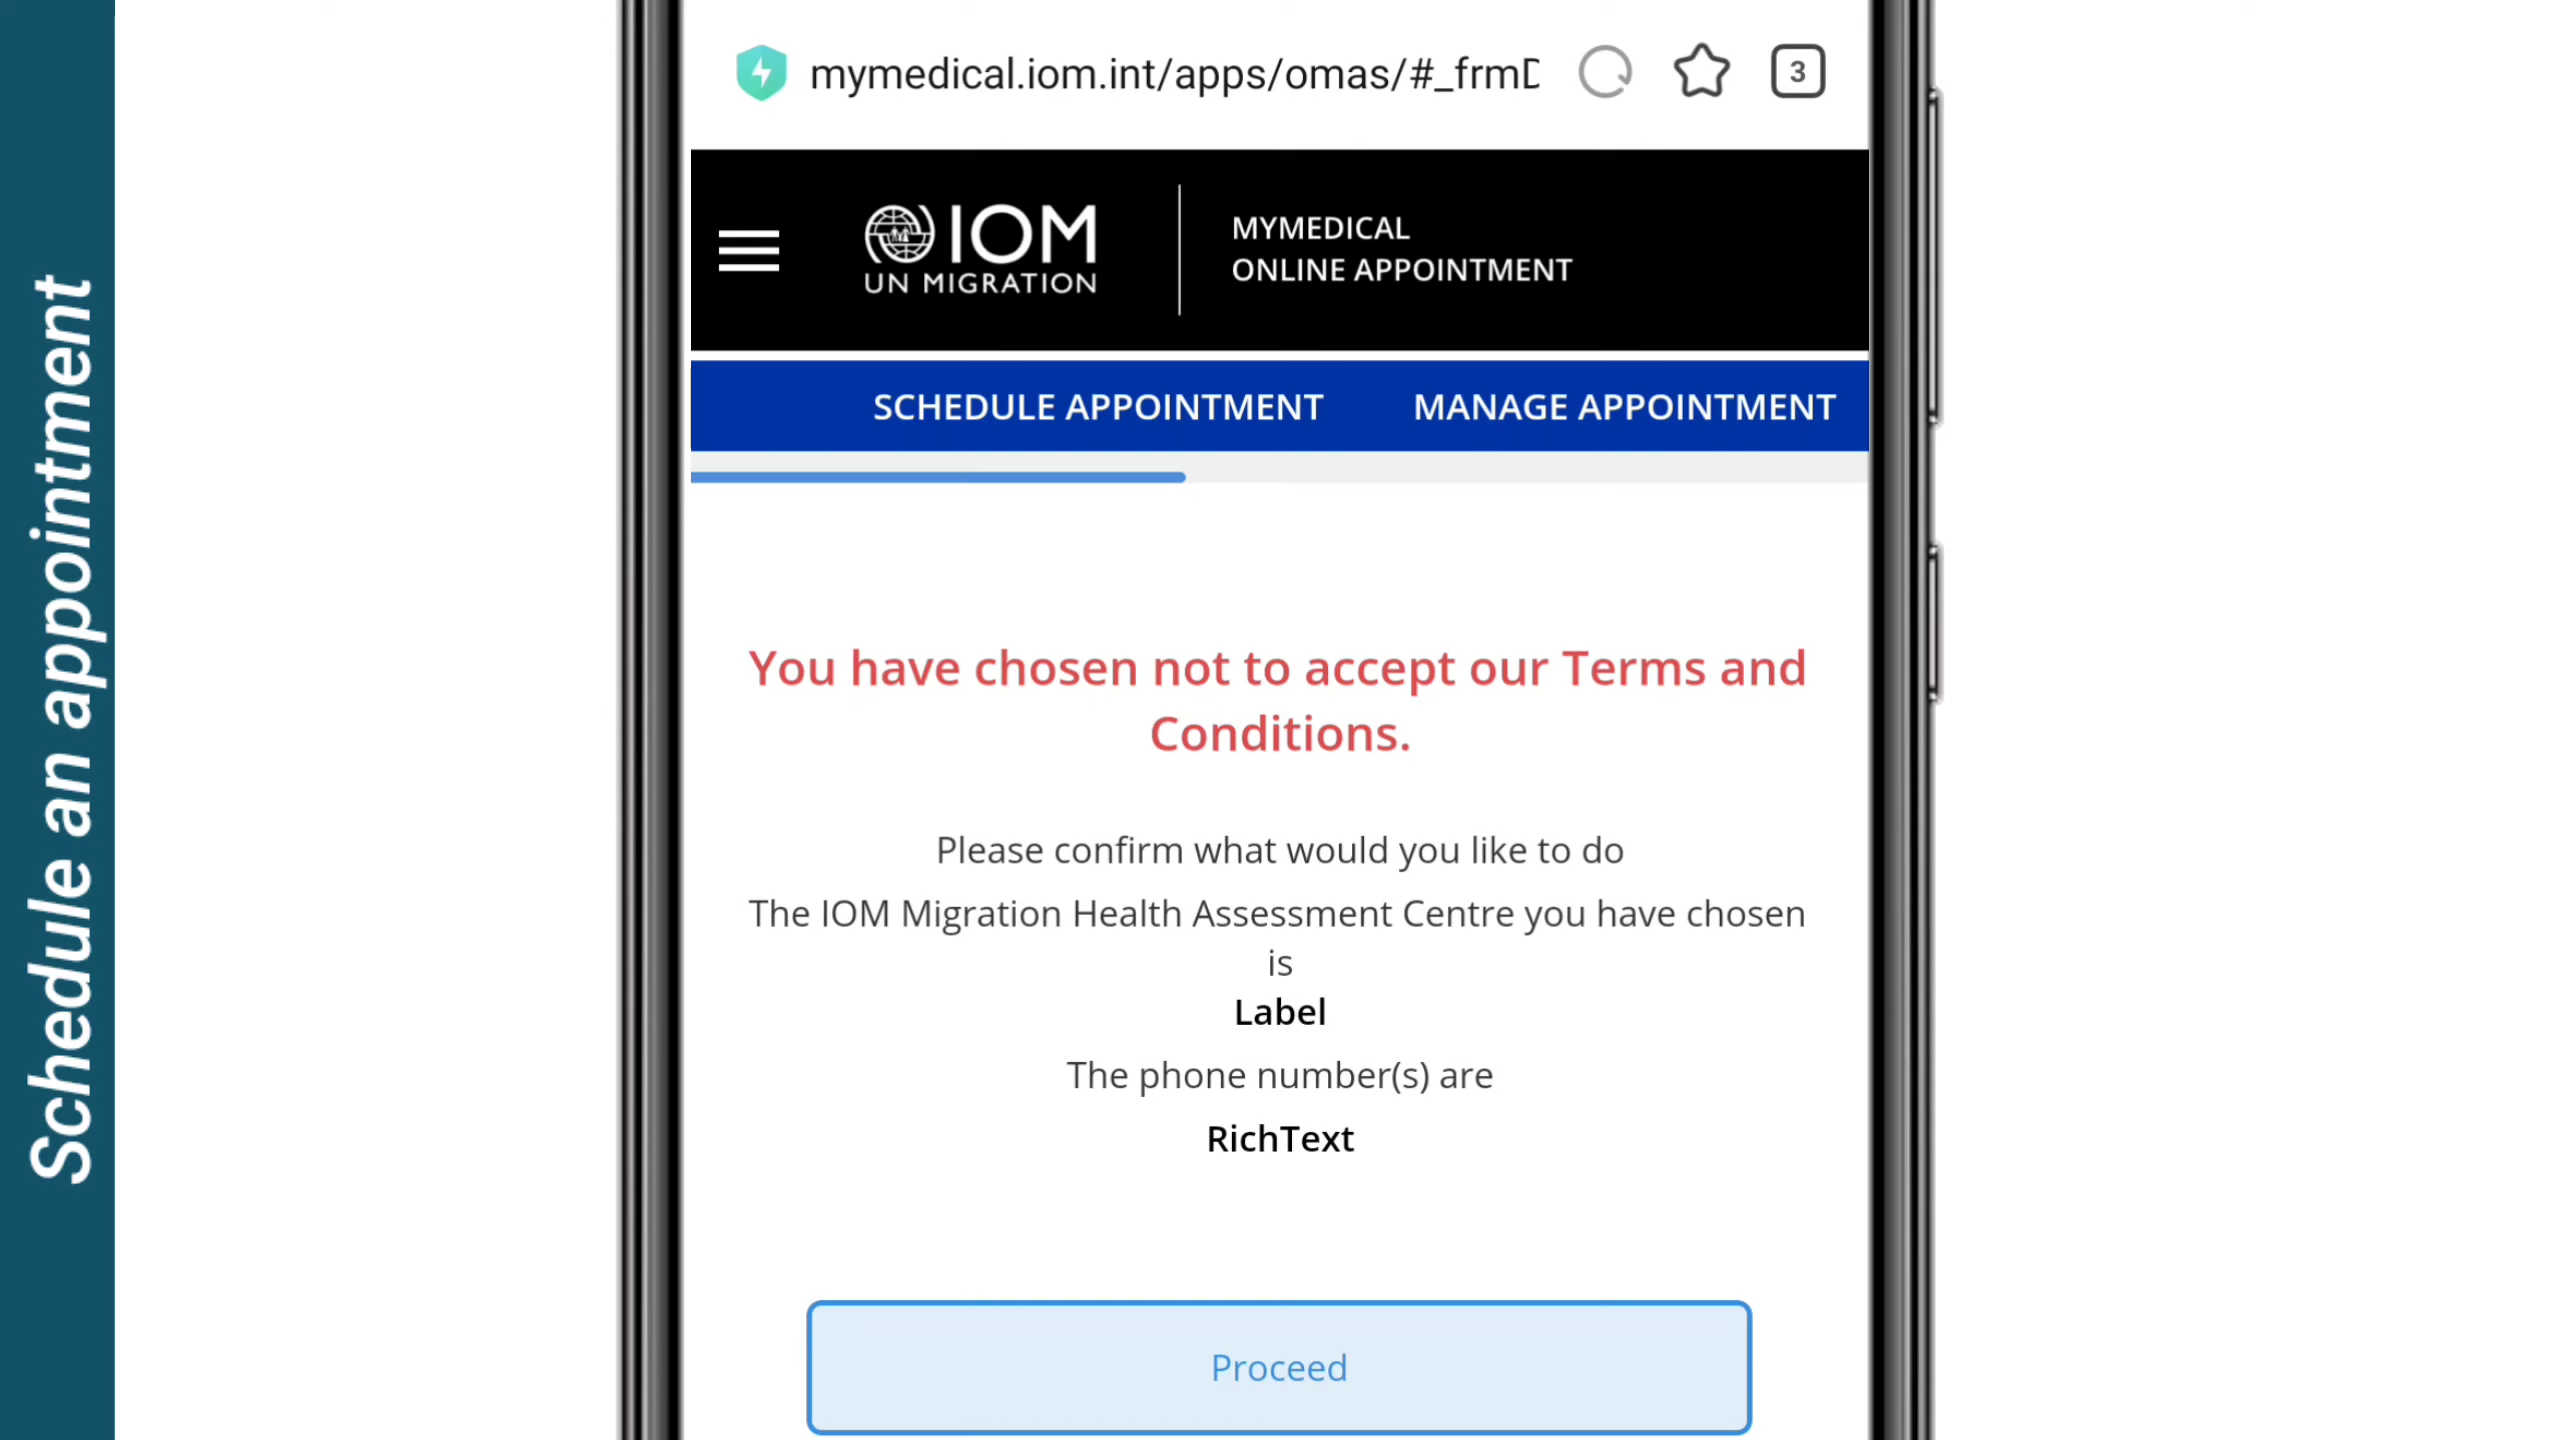 Schedule an appointment
mymedical.iom.int/apps/omas/#_frmD
3
IOM
UN MIGRATION
MYMEDICAL
ONLINE APPOINTMENT
SCHEDULE APPOINTMENT MANAGE APPOINTMENT
You have chosen not to accept our Terms and
Conditions.
Please confirm what would you like to do
The IOM Migration Health Assessment Centre you have chosen
is
Label
The phone number(s) are
RichText
Proceed